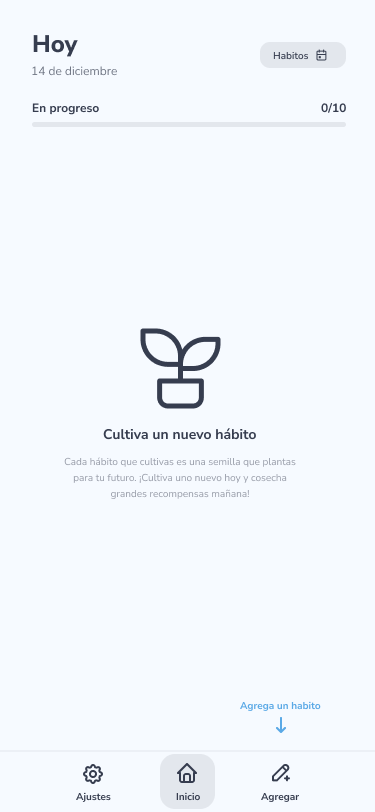 Hoy
Habitos
14 de diciembre
En progreso
0/10
Cultiva un nuevo hábito
Cada hábito que cultivas es una semilla que plantas
para tu futuro. ¡Cultiva uno nuevo hoy y cosecha
grandes recompensas mañana!
Agrega un habito
Ajustes
Inicio
Agregar